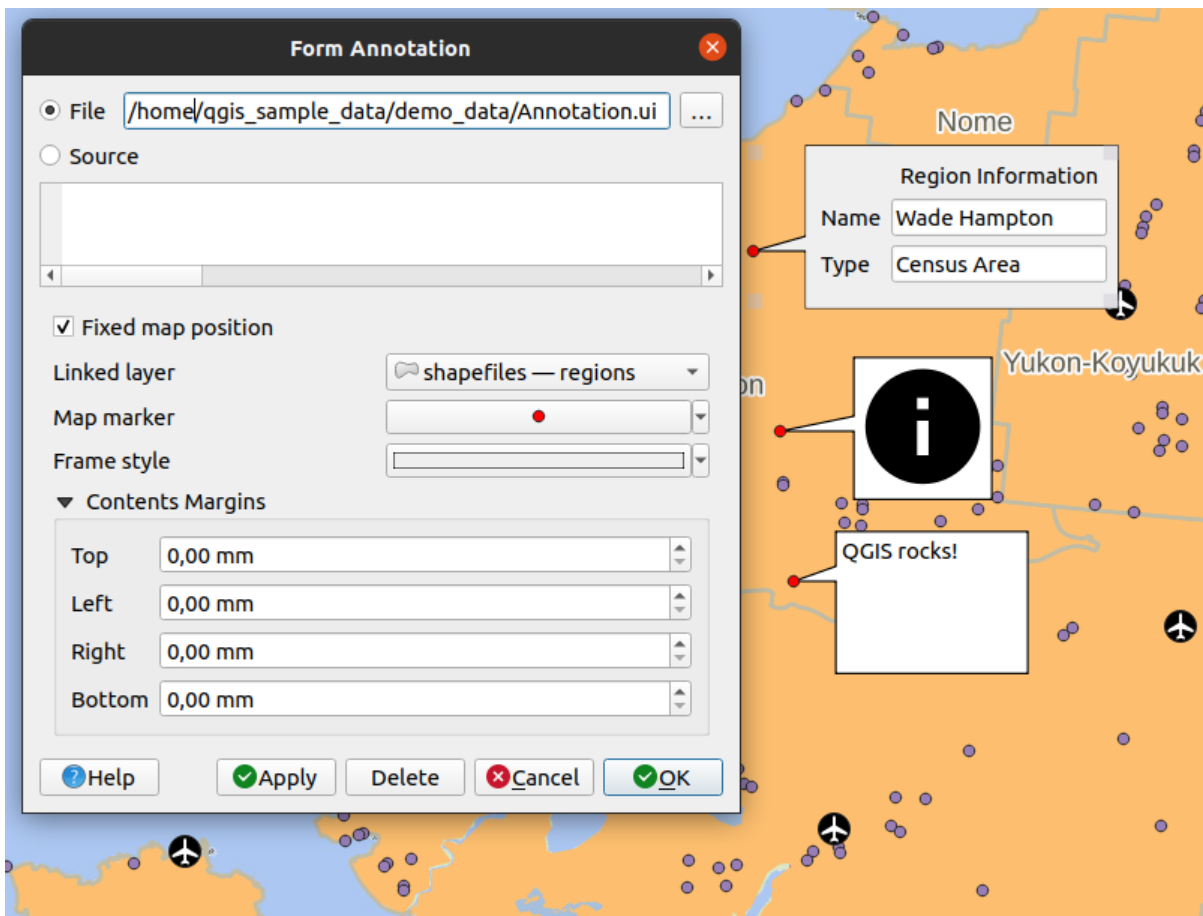 Form Annotation
File /home/qgis_sample_data/demo_data/Annotation.ui ...
Source
Fixed map position
Linked layer shapefiles — regions
Map marker
Frame style
Contents Margins
Top 0,00 mm
Left 0,00 mm
Right 0,00 mm
Bottom 0,00 mm
Help Apply Delete Cancel OK
Nome
Region Information
Name Wade Hampton
Type Census Area
Yukon-Koyukuk
on
i
QGIS rocks!